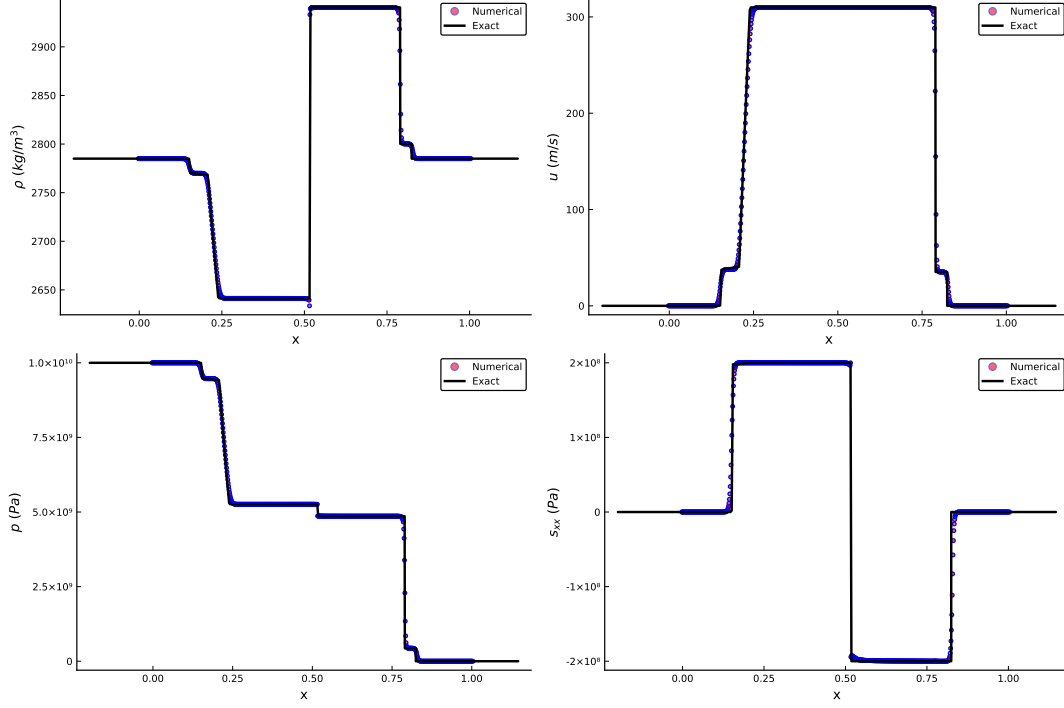 Numerical
Exact
2900
2850
2800
2750
2700
2650
ρ (kg/m³)
0.00 0.25 0.50 0.75 1.00
x
Numerical
Exact
300
200
100
0
u (m/s)
0.00 0.25 0.50 0.75 1.00
x
Numerical
Exact
1.0×10¹⁰
7.5×10⁹
5.0×10⁹
2.5×10⁹
0
p (Pa)
0.00 0.25 0.50 0.75 1.00
x
Numerical
Exact
2×10⁸
1×10⁸
0
-1×10⁸
-2×10⁸
sₓₓ (Pa)
0.00 0.25 0.50 0.75 1.00
x